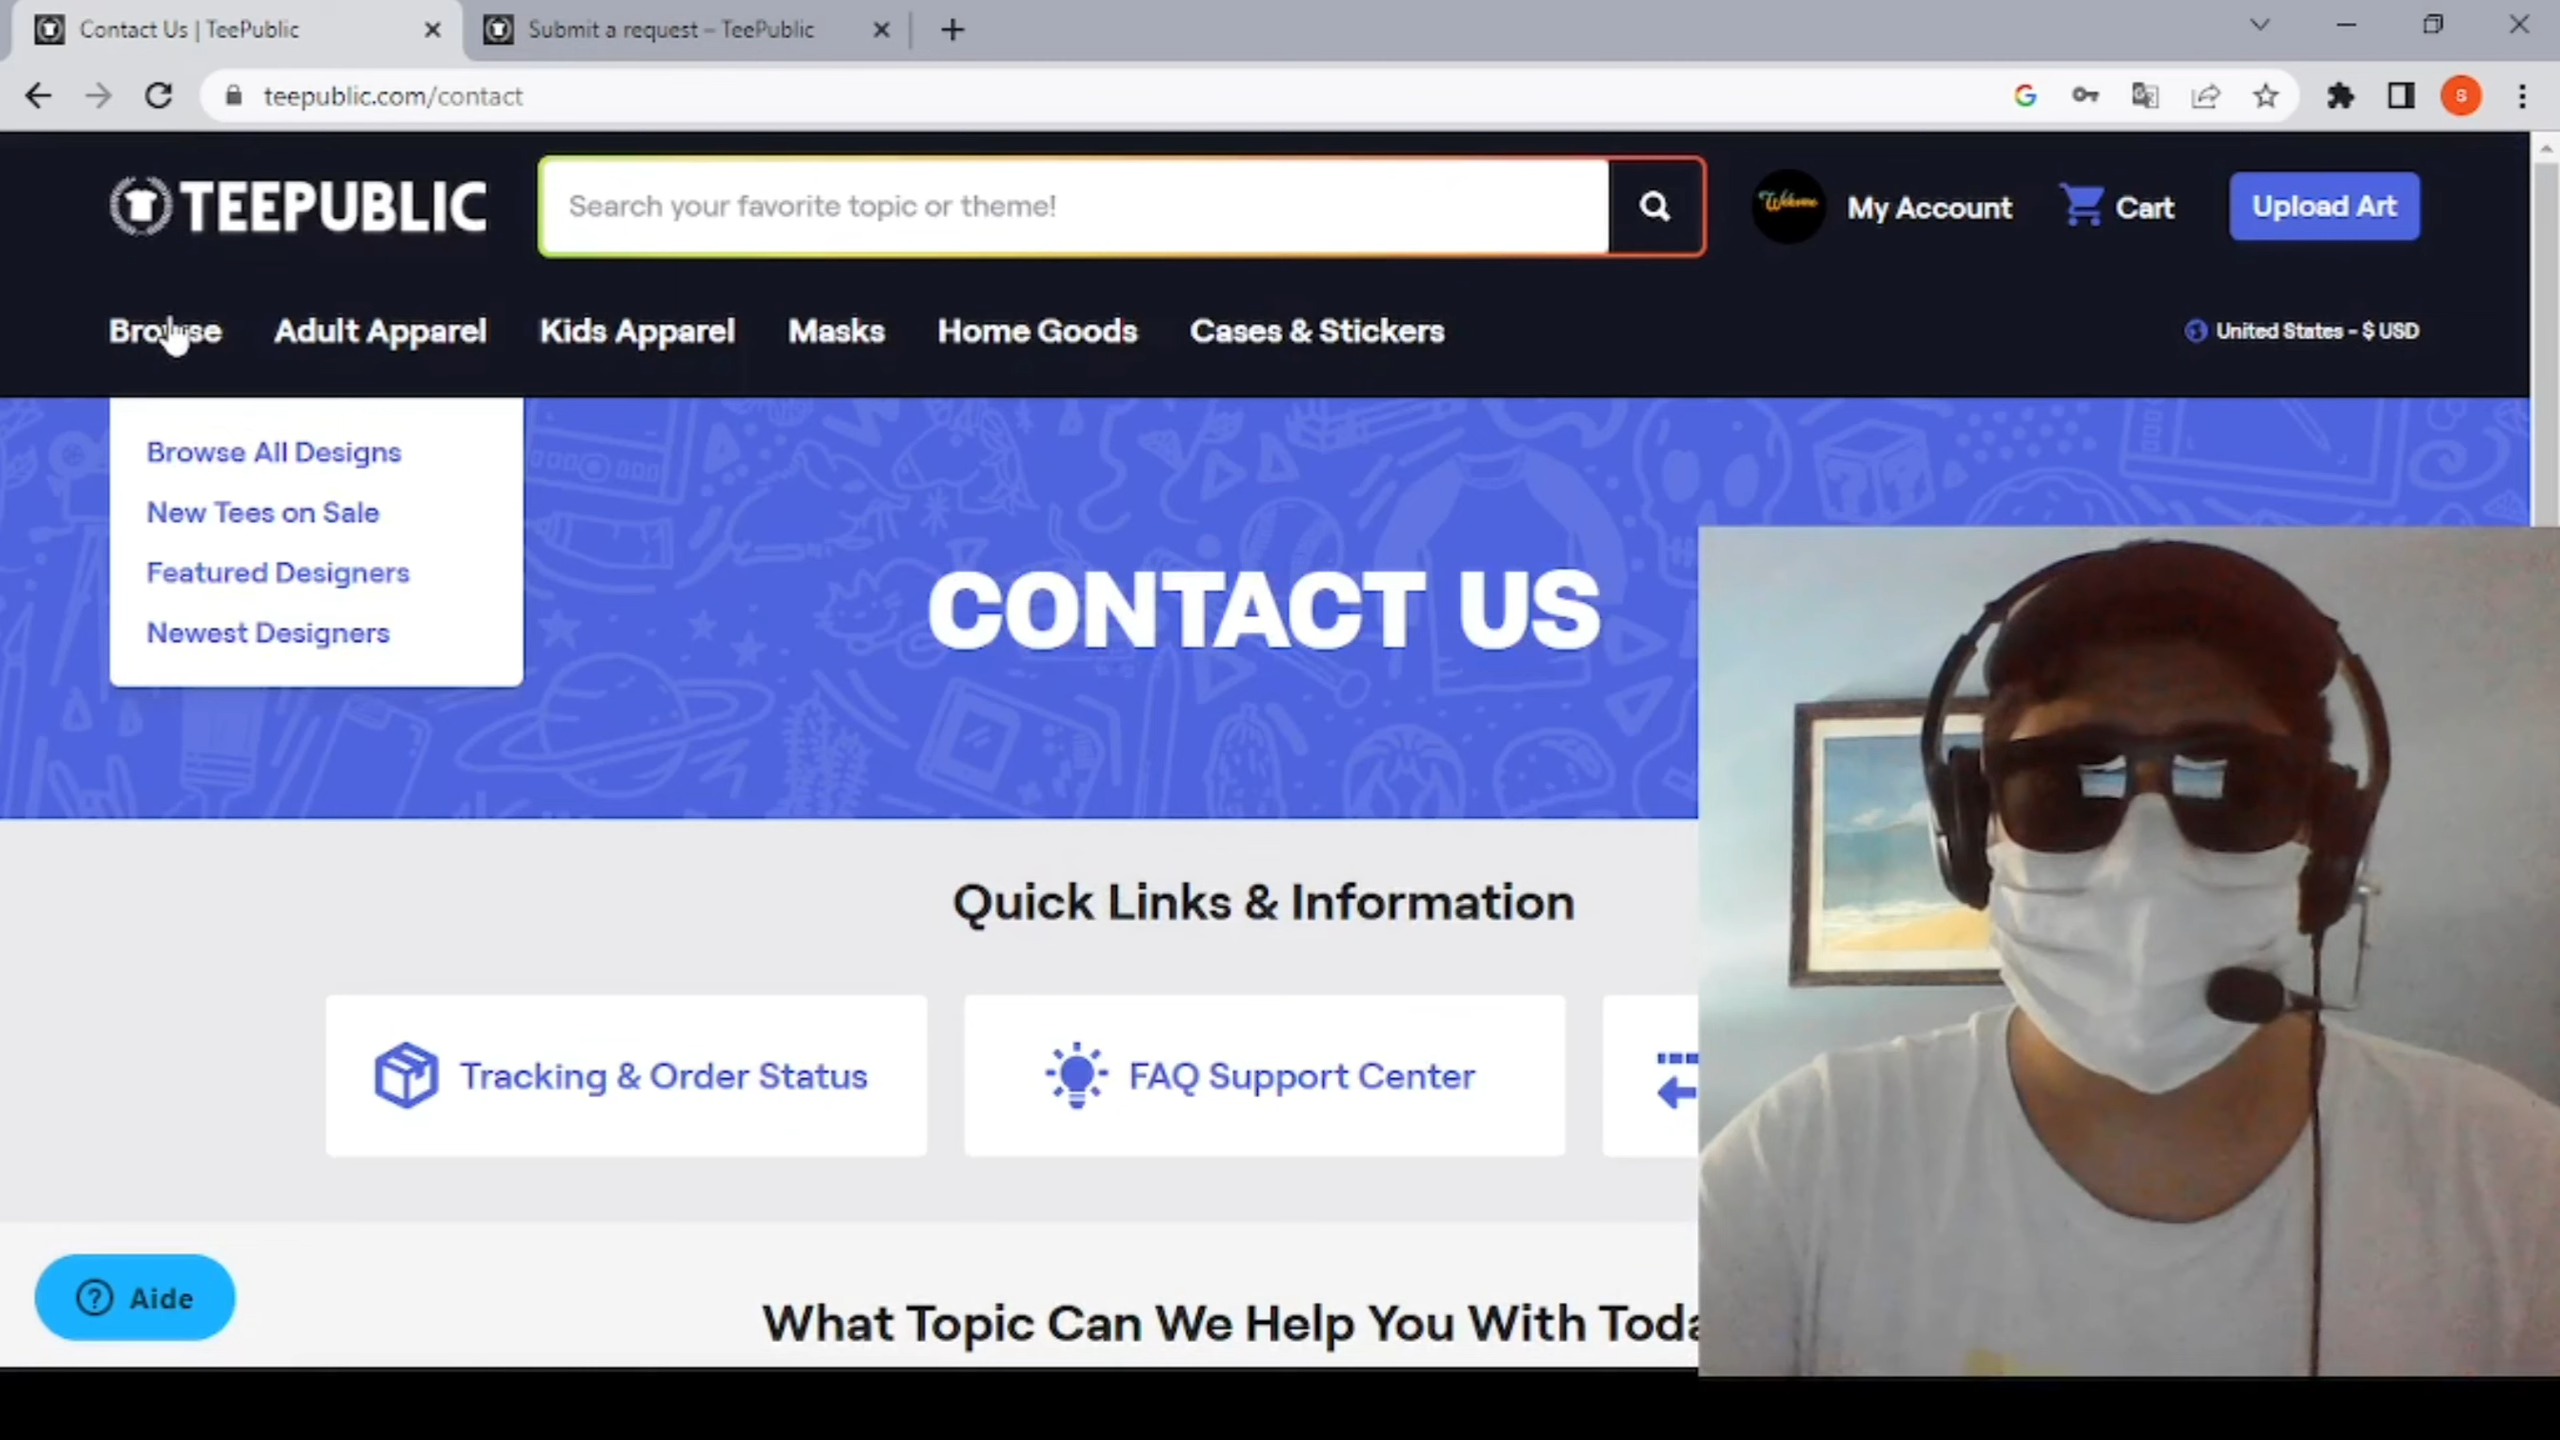 Contact Us | TeePublic
Submit a request – TeePublic
teepublic.com/contact
S
TEEPUBLIC
Search your favorite topic or theme!
Welcome
My Account
Cart
Upload Art
Browse
Adult Apparel
Kids Apparel
Masks
Home Goods
Cases & Stickers
United States - $ USD
Browse All Designs
New Tees on Sale
Featured Designers
Newest Designers
CONTACT US
Quick Links & Information
Tracking & Order Status
FAQ Support Center
? Aide
What Topic Can We Help You With Toda